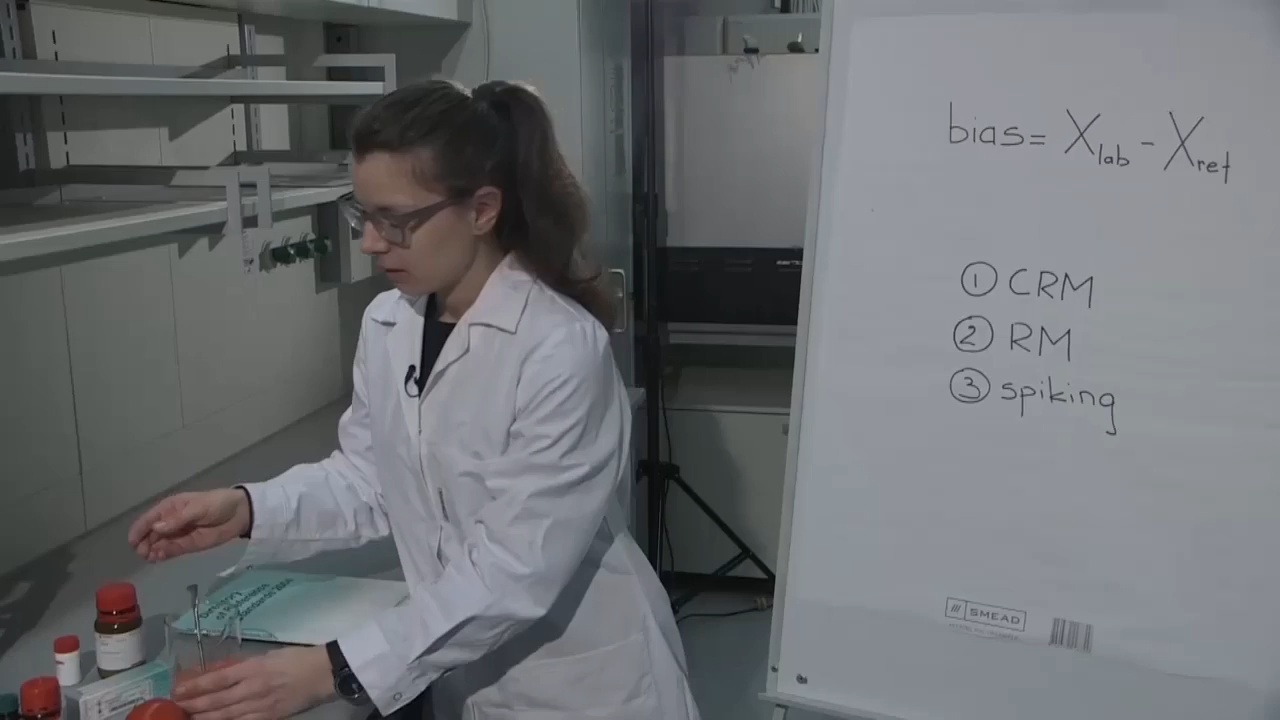 bias = X_lab - X_ref
① CRM
② RM
③ spiking
SMEAD